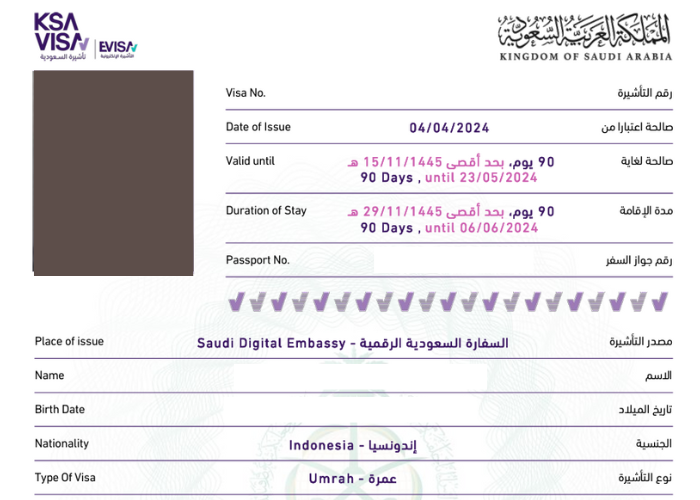 KSA
VISA
تأشيرة السعودية
EVISA
التأشيرة الإلكترونية
المملكة العربية السعودية
KINGDOM OF SAUDI ARABIA
Visa No. رقم التأشيرة
Date of Issue 04/04/2024 صالحة اعتبارا من
Valid until 90 يوم، بحد أقصى 15/11/1445 هـ صالحة لغاية
90 Days , until 23/05/2024
Duration of Stay 90 يوم، بحد أقصى 29/11/1445 هـ مدة الإقامة
90 Days , until 06/06/2024
Passport No. رقم جواز السفر
Place of issue Saudi Digital Embassy - السفارة السعودية الرقمية مصدر التأشيرة
Name الاسم
Birth Date تاريخ الميلاد
Nationality Indonesia - إندونسيا الجنسية
Type Of Visa Umrah - عمرة نوع التأشيرة